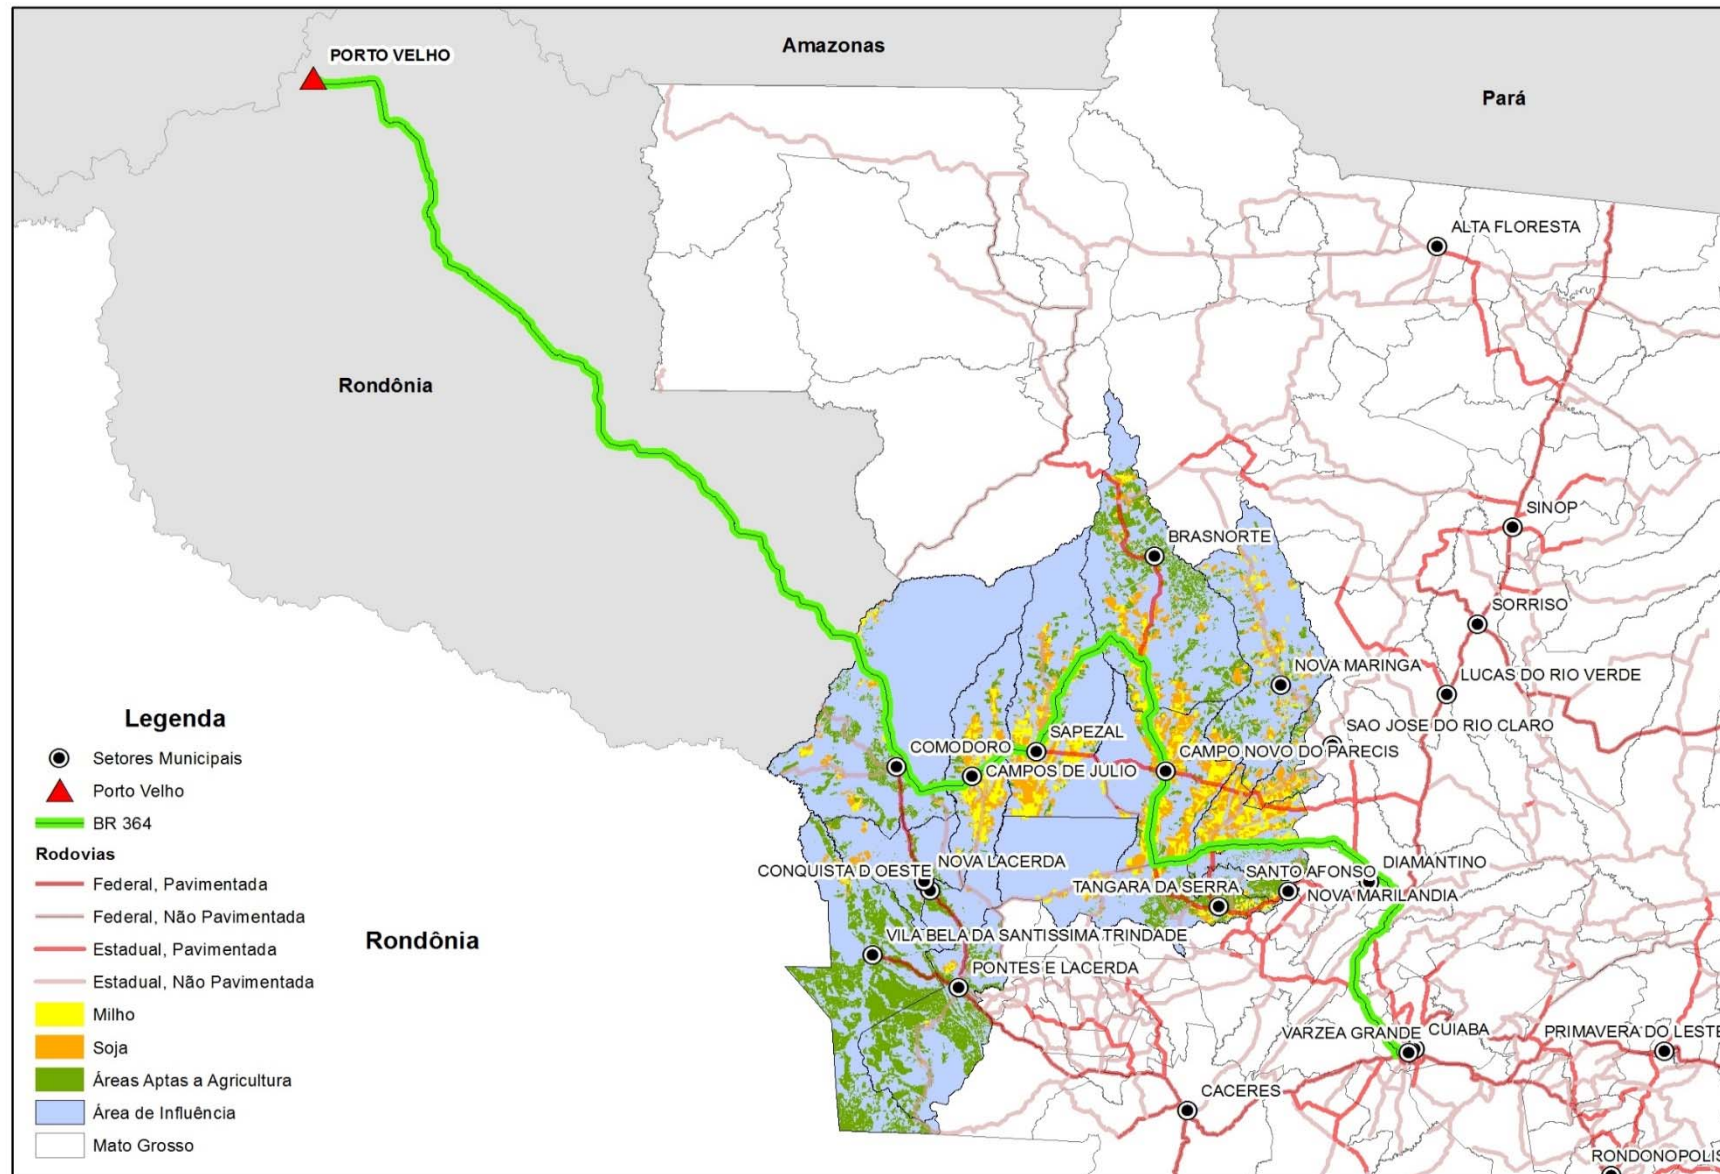 PORTO VELHO
Amazonas
Pará
ALTA FLORESTA
Rondônia
SINOP
BRASNORTE
SORRISO
NOVA MARINGA
LUCAS DO RIO VERDE
SAO JOSE DO RIO CLARO
SAPEZAL
COMODORO
CAMPO NOVO DO PARECIS
CAMPOS DE JULIO
NOVA LACERDA
CONQUISTA D OESTE
DIAMANTINO
SANTO AFONSO
TANGARA DA SERRA
NOVA MARILANDIA
VILA BELA DA SANTISSIMA TRINDADE
PONTES E LACERDA
VARZEA GRANDE
CUIABA
PRIMAVERA DO LESTE
CACERES
RONDONOPOLIS
Rondônia
Legenda
Setores Municipais
Porto Velho
BR 364
Rodovias
Federal, Pavimentada
Federal, Não Pavimentada
Estadual, Pavimentada
Estadual, Não Pavimentada
Milho
Soja
Áreas Aptas a Agricultura
Área de Influência
Mato Grosso